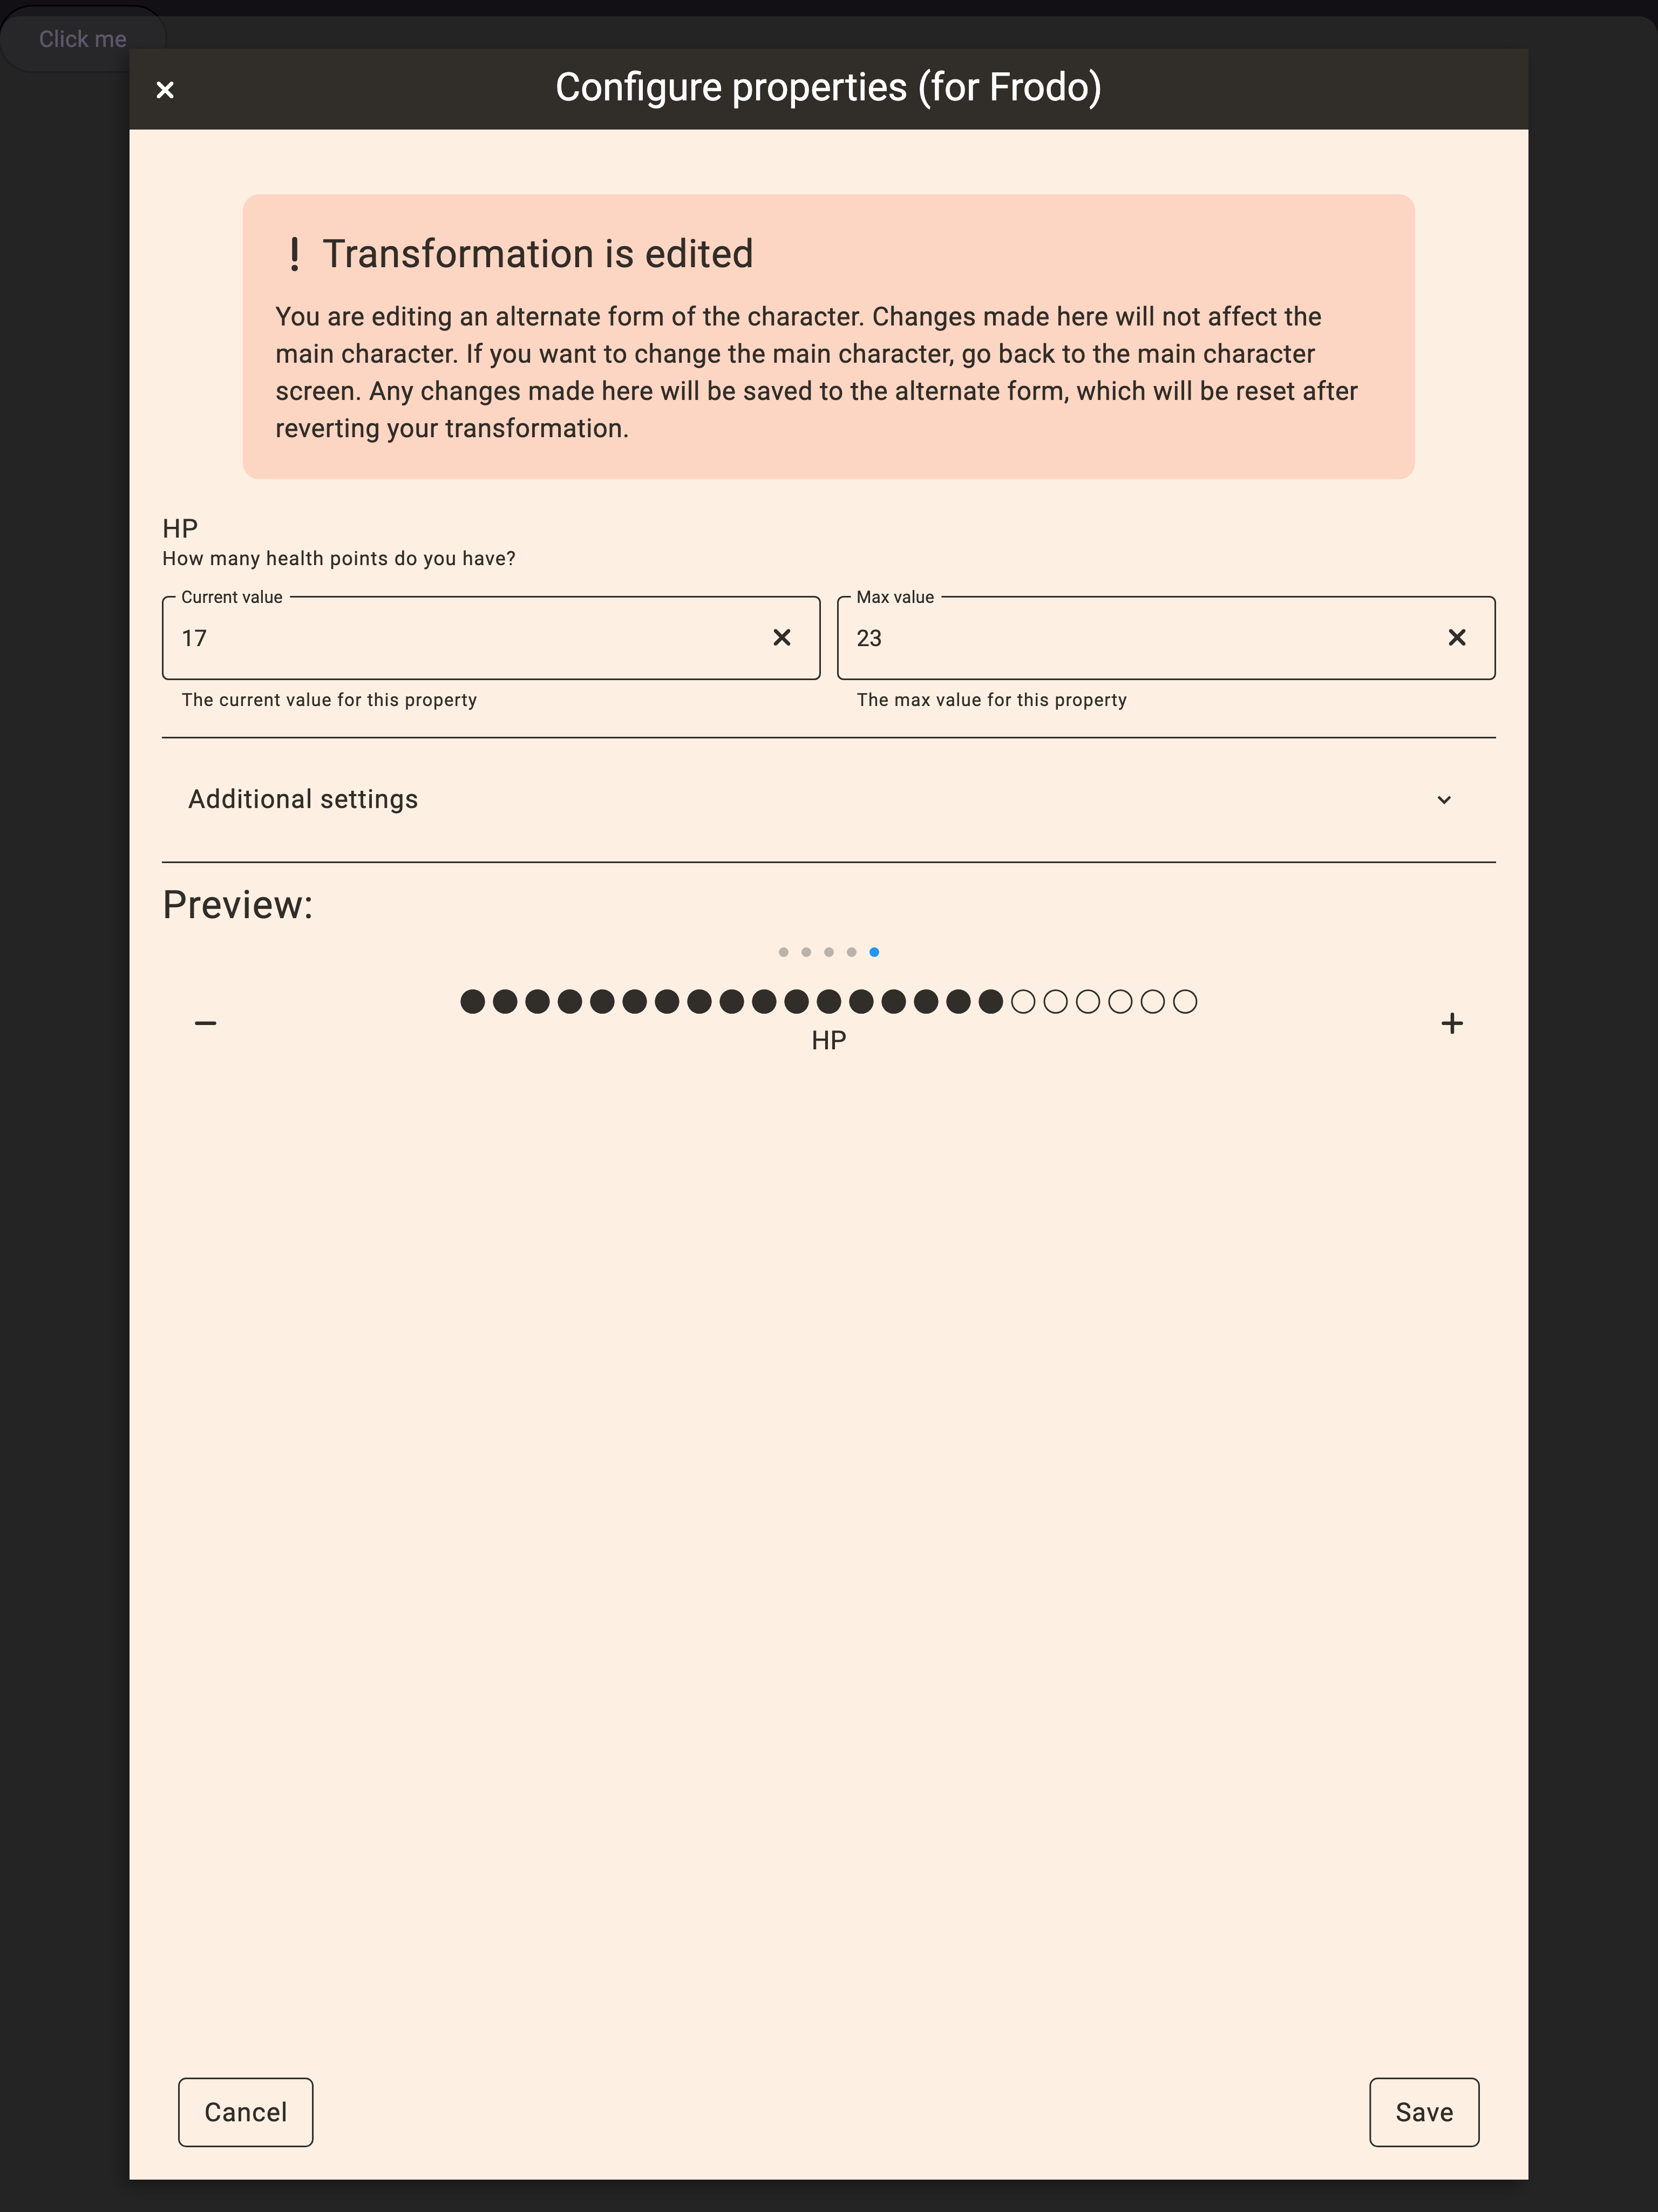 Click me
Configure properties (for Frodo)
Transformation is edited
You are editing an alternate form of the character. Changes made here will not affect the
main character. If you want to change the main character, go back to the main character
screen. Any changes made here will be saved to the alternate form, which will be reset after
reverting your transformation.
HP
How many health points do you have?
Current value
17
The current value for this property
Max value
23
The max value for this property
Additional settings
Preview:
HP
Cancel
Save